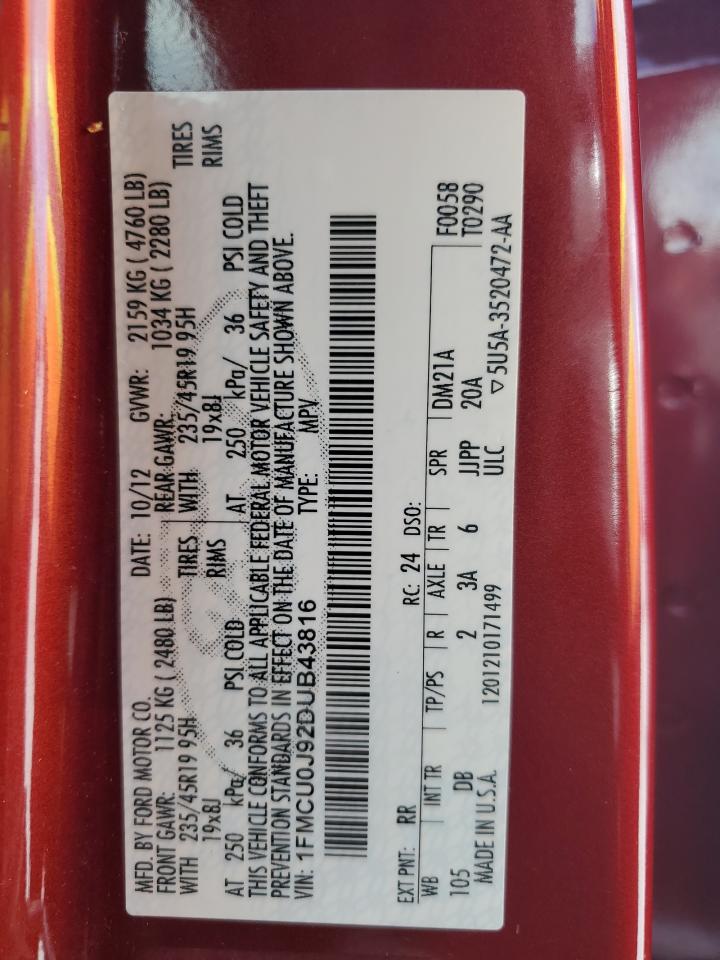 MFD. BY FORD MOTOR CO. DATE: 10/12 GVWR: 2159 KG ( 4760 LB)
FRONT GAWR: 1125 KG ( 2480 LB) REAR GAWR: 1034 KG ( 2280 LB)
WITH 235/45R19 95H TIRES WITH 235/45R19 95H TIRES
19x8J RIMS 19x8J RIMS
AT 250 kPa/ 36 PSI COLD AT 250 kPa/ 36 PSI COLD
THIS VEHICLE CONFORMS TO ALL APPLICABLE FEDERAL MOTOR VEHICLE SAFETY AND THEFT
PREVENTION STANDARDS IN EFFECT ON THE DATE OF MANUFACTURE SHOWN ABOVE.
VIN: 1FMCU0J92DUB43816 TYPE: MPV
EXT PNT: RR RC: 24 DSO: F0058
WB INT TR TP/PS R AXLE TR SPR DM21A T0290
105 DB 2 3A 6 JJPP 20A
MADE IN U.S.A. 1201210171499 ULC ▽5U5A-3520472-AA